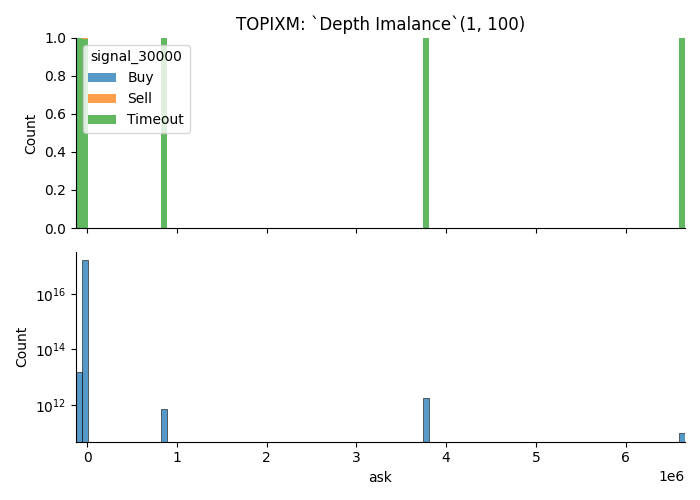 TOPIXM: `Depth Imalance`(1, 100)
signal_30000
Buy
Sell
Timeout
Count
1.0
0.8
0.6
0.4
0.2
0.0
Count
10^16
10^14
10^12
0 1 2 3 4 5 6
1e6
ask